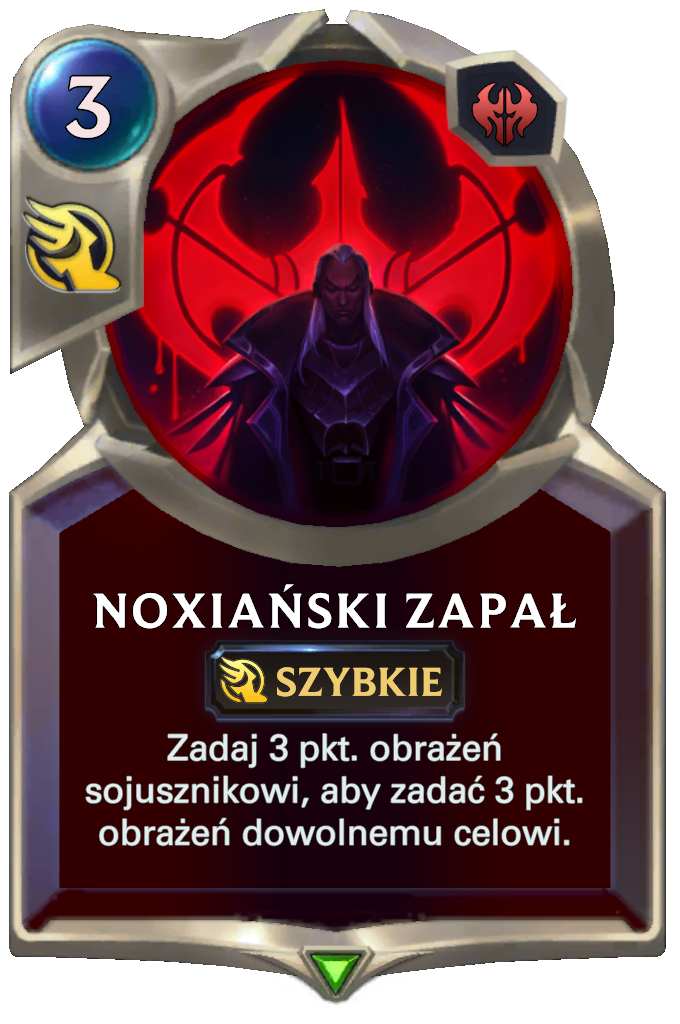 3
NOXIAŃSKI ZAPAŁ
SZYBKIE
Zadaj 3 pkt. obrażeń
sojusznikowi, aby zadać 3 pkt.
obrażeń dowolnemu celowi.